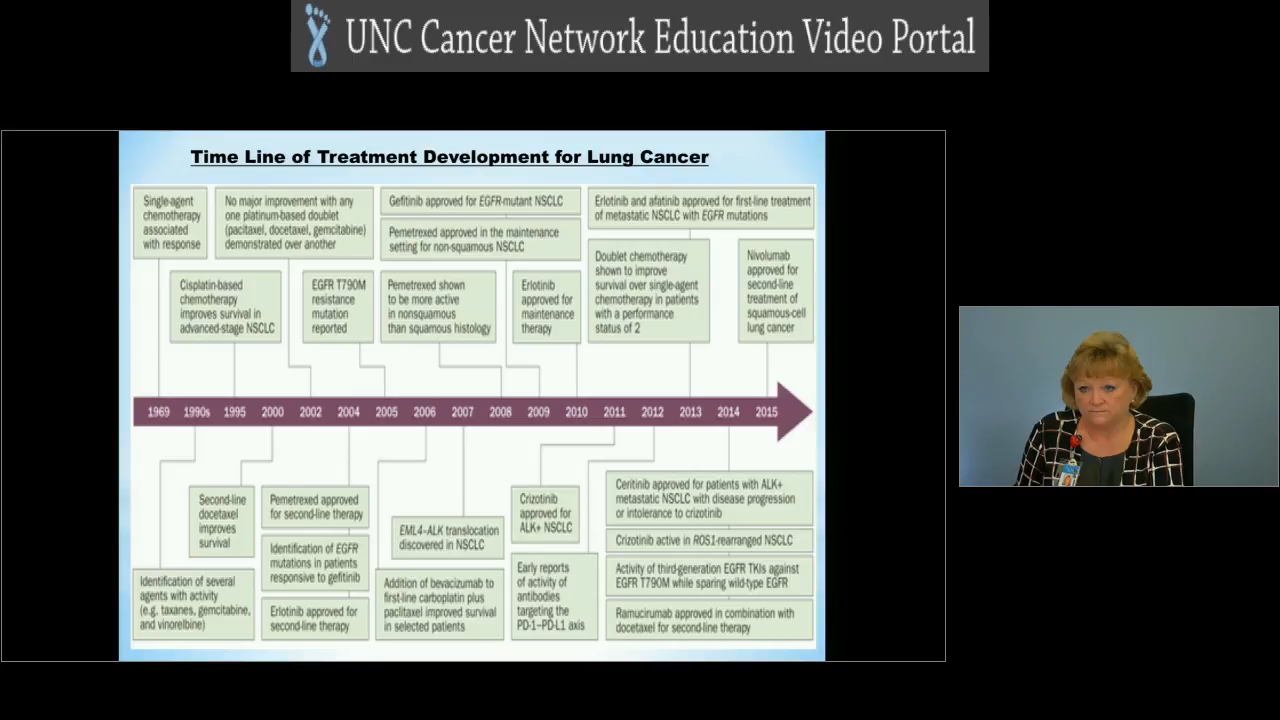 UNC Cancer Network Education Video Portal
Time Line of Treatment Development for Lung Cancer
Single-agent
chemotherapy
associated
with response
No major improvement with any
one platinum-based doublet
(pacitaxel, docetaxel, gemcitabine)
demonstrated over another
Gefitinib approved for EGFR-mutant NSCLC
Pemetrexed approved in the maintenance
setting for non-squamous NSCLC
Erlotinib and afatinib approved for first-line treatment
of metastatic NSCLC with EGFR mutations
Cisplatin-based
chemotherapy
improves survival in
advanced-stage NSCLC
EGFR T790M
resistance
mutation
reported
Pemetrexed shown
to be more active
in nonsquamous
than squamous histology
Erlotinib
approved for
maintenance
therapy
Doublet chemotherapy
shown to improve
survival over single-agent
chemotherapy in patients
with a performance
status of 2
Nivolumab
approved for
second-line
treatment of
squamous-cell
lung cancer
1969 1990s 1995 2000 2002 2004 2005 2006 2007 2008 2009 2010 2011 2012 2013 2014 2015
Identification of several
agents with activity
(e.g. taxanes, gemcitabine,
and vinorelbine)
Second-line
docetaxel
improves
survival
Pemetrexed approved
for second-line therapy
Identification of EGFR
mutations in patients
responsive to gefitinib
Erlotinib approved for
second-line therapy
EML4–ALK translocation
discovered in NSCLC
Addition of bevacizumab to
first-line carboplatin plus
paclitaxel improved survival
in selected patients
Crizotinib
approved for
ALK+ NSCLC
Early reports
of activity of
antibodies
targeting the
PD-1–PD-L1 axis
Ceritinib approved for patients with ALK+
metastatic NSCLC with disease progression
or intolerance to crizotinib
Crizotinib active in ROS1-rearranged NSCLC
Activity of third-generation EGFR TKIs against
EGFR T790M while sparing wild-type EGFR
Ramucirumab approved in combination with
docetaxel for second-line therapy